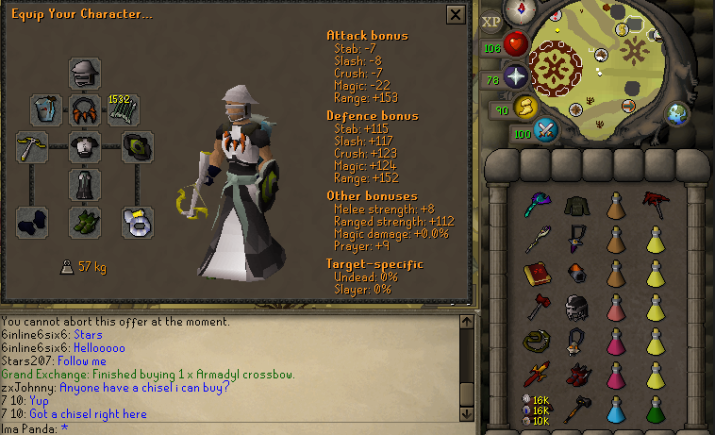 Equip Your Character...
Attack bonus
Stab: -7
Slash: -8
Crush: -7
Magic: -22
Range: +153
Defence bonus
Stab: +115
Slash: +117
Crush: +123
Magic: +124
Range: +152
Other bonuses
Melee strength: +8
Ranged strength: +112
Magic damage: +0.0%
Prayer: +9
Target-specific
Undead: 0%
Slayer: 0%
1532
57 kg
XP
106
78
90
100
16K
16K
10K
You cannot abort this offer at the moment.
6inline6six6: Stars
6inline6six6: Hellooooo
Stars207: Follow me
Grand Exchange: Finished buying 1 x Armadyl crossbow.
zxJohnny: Anyone have a chisel i can buy?
7 10: Yup
7 10: Got a chisel right here
Ima Panda: *